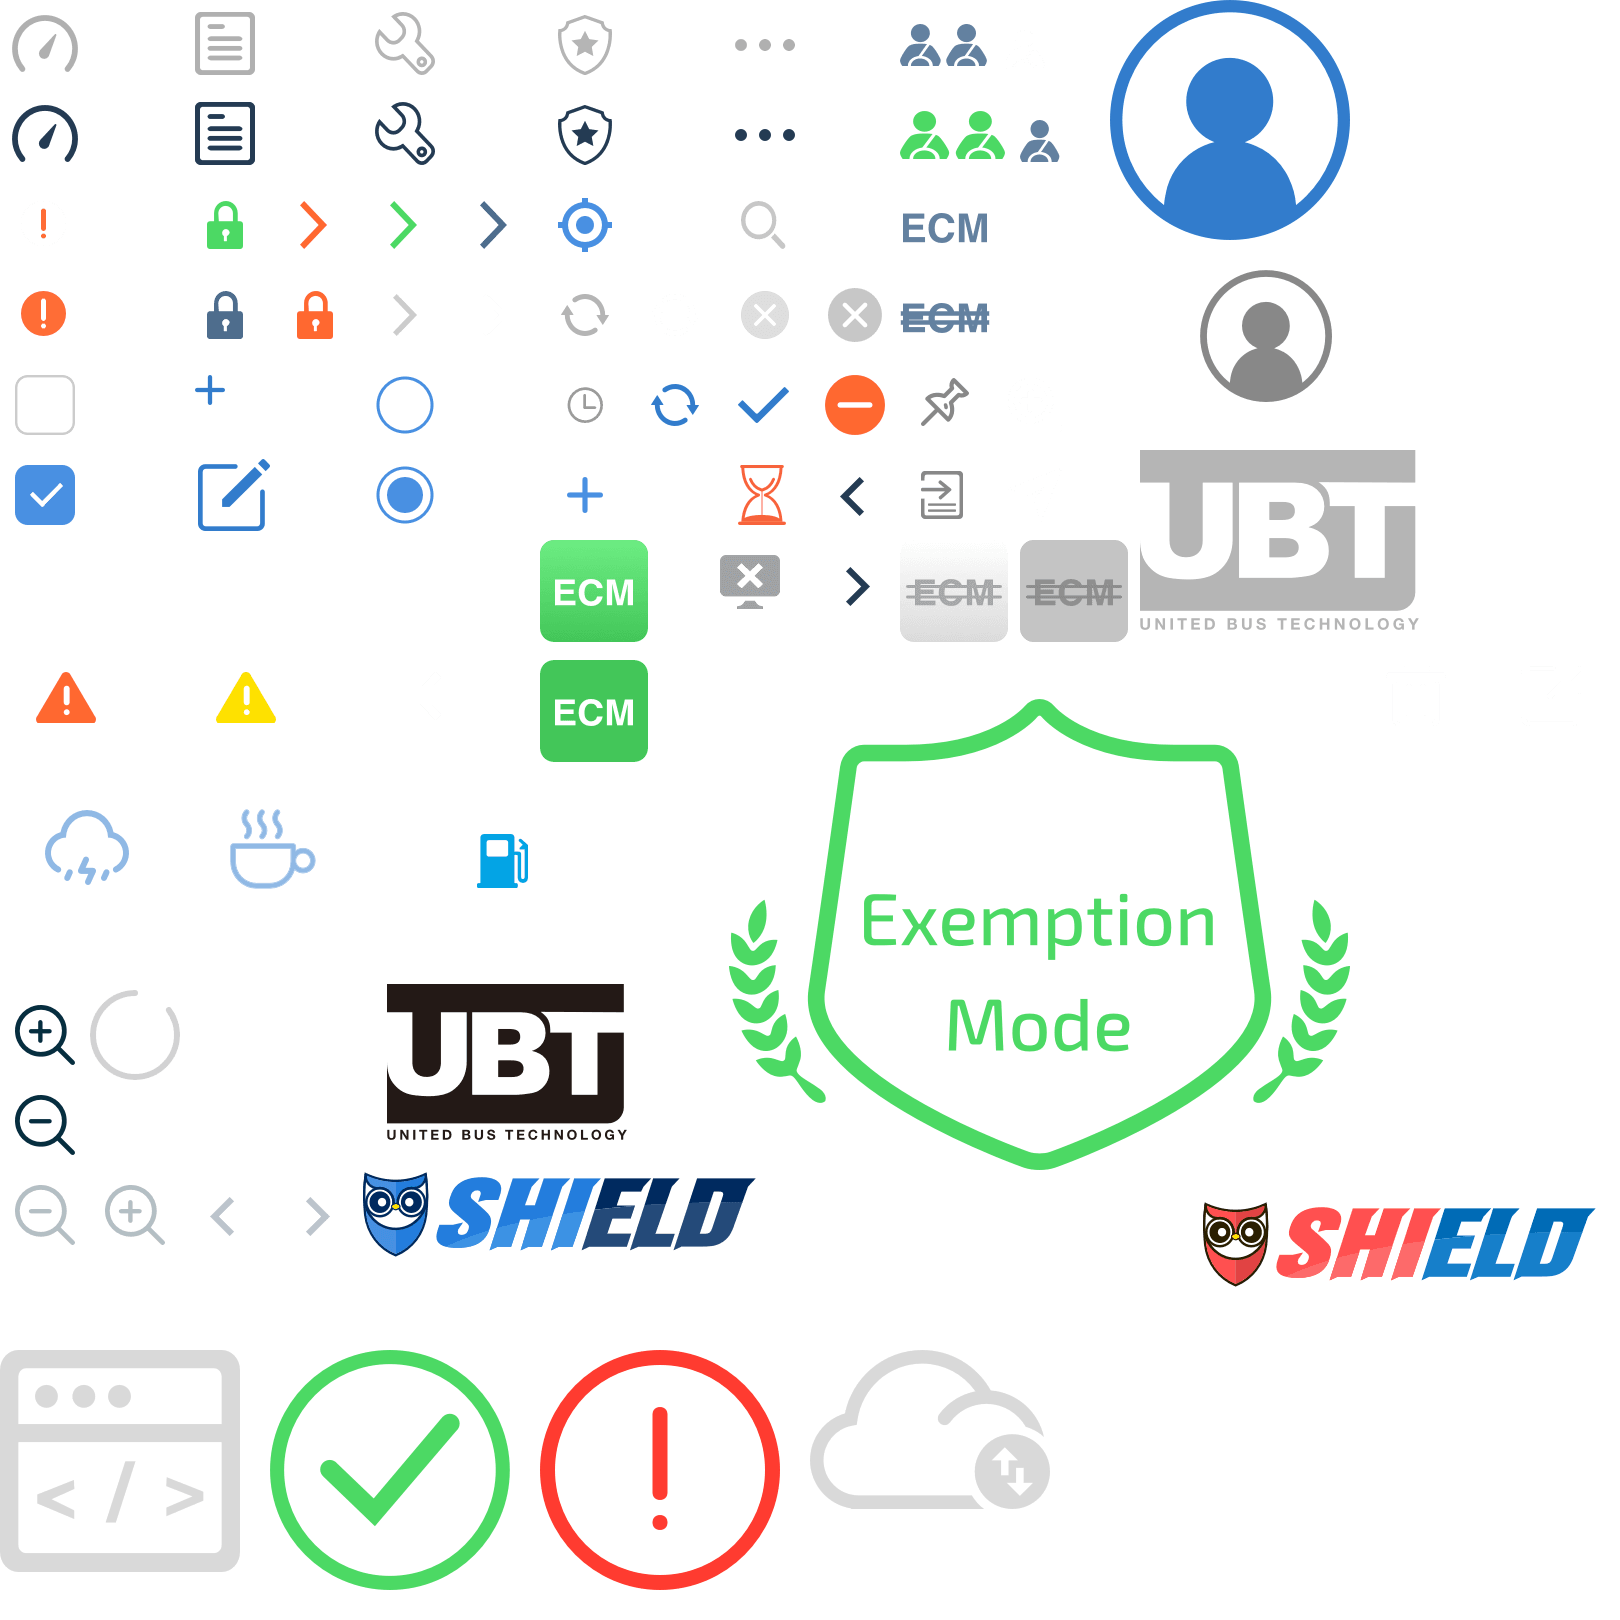 ECM
ECM
ECM
ECM
ECM
UBT
UNITED BUS TECHNOLOGY
ECM
Exemption
Mode
UBT
UNITED BUS TECHNOLOGY
SHIELD
SHIELD
< / >